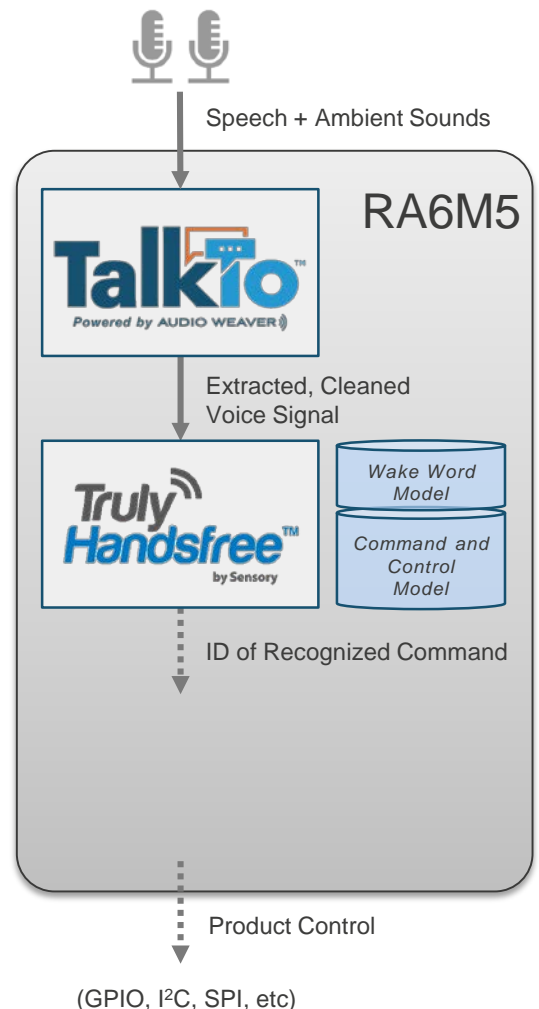 Speech + Ambient Sounds
RA6M5
TalkTo™
Powered by AUDIO WEAVER
Extracted, Cleaned
Voice Signal
Truly
Handsfree™
by Sensory
Wake Word
Model
Command and
Control
Model
ID of Recognized Command
Product Control
(GPIO, I²C, SPI, etc)